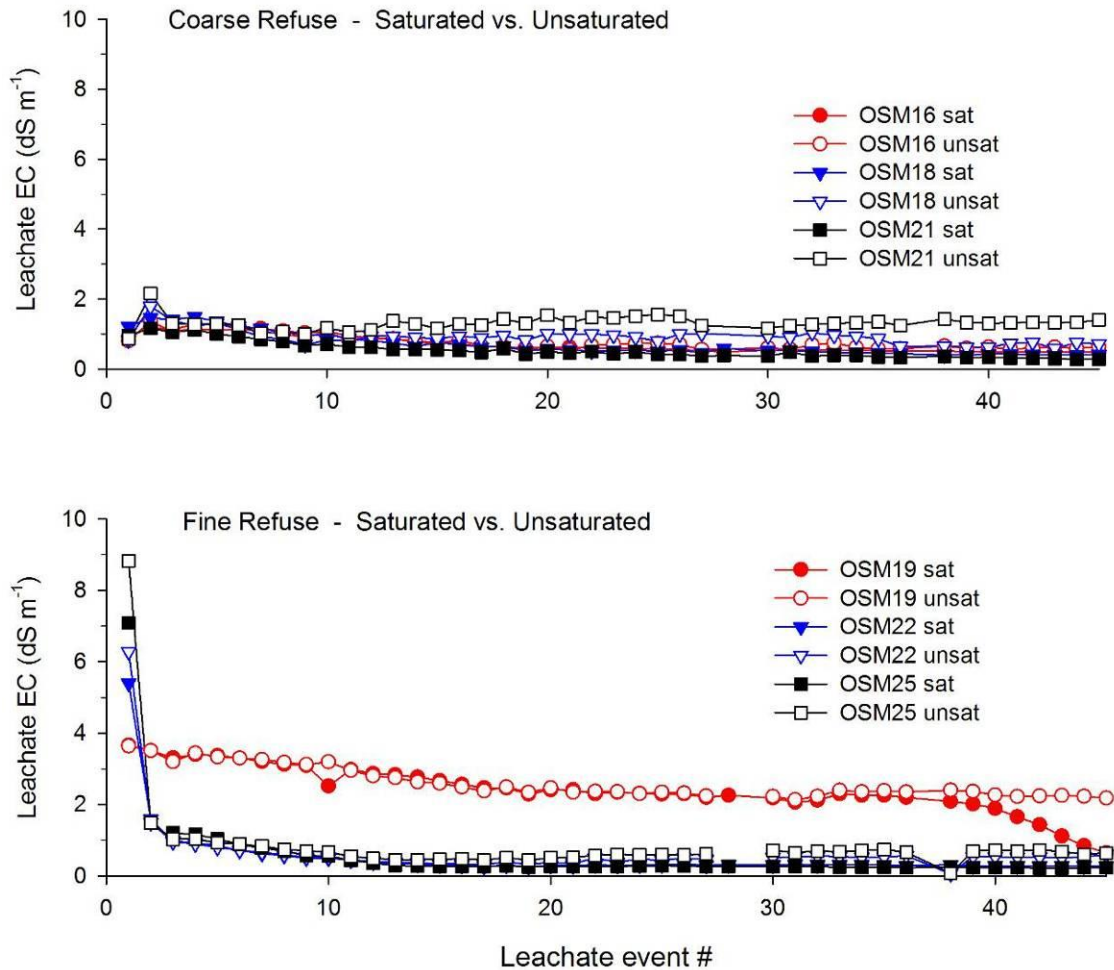 Coarse Refuse - Saturated vs. Unsaturated
Leachate EC (dS m⁻¹)
10
8
6
4
2
0
OSM16 sat
OSM16 unsat
OSM18 sat
OSM18 unsat
OSM21 sat
OSM21 unsat
0 10 20 30 40
Fine Refuse - Saturated vs. Unsaturated
Leachate EC (dS m⁻¹)
10
8
6
4
2
0
OSM19 sat
OSM19 unsat
OSM22 sat
OSM22 unsat
OSM25 sat
OSM25 unsat
0 10 20 30 40
Leachate event #